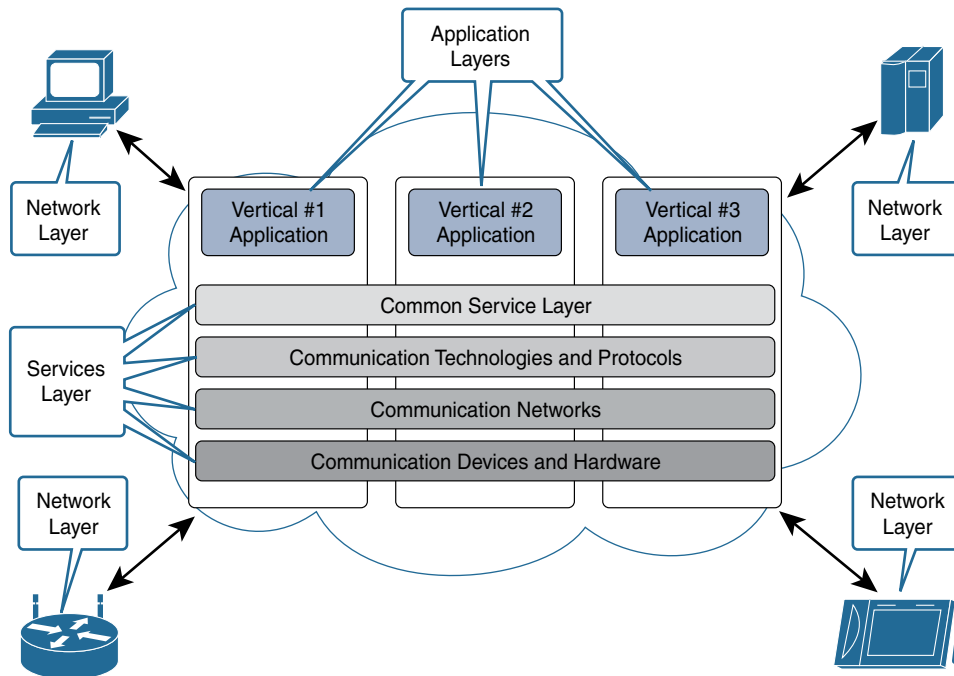 Application
Layers
Network
Layer
Network
Layer
Vertical #1
Application
Vertical #2
Application
Vertical #3
Application
Common Service Layer
Services
Layer
Communication Technologies and Protocols
Communication Networks
Communication Devices and Hardware
Network
Layer
Network
Layer